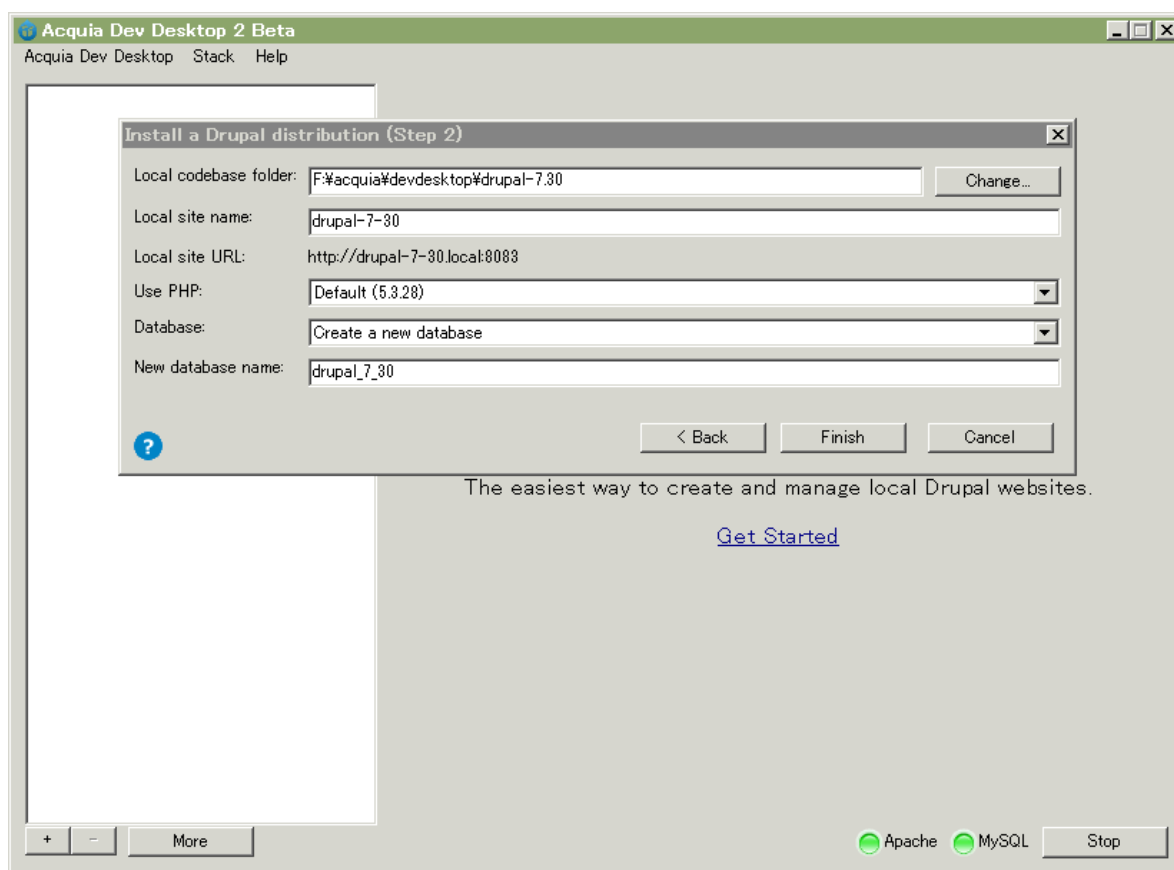 Acquia Dev Desktop 2 Beta
Acquia Dev Desktop Stack Help
Install a Drupal distribution (Step 2)
Local codebase folder: F:¥acquia¥devdesktop¥drupal-7.30 Change...
Local site name: drupal-7-30
Local site URL: http://drupal-7-30.local:8083
Use PHP: Default (5.3.28)
Database: Create a new database
New database name: drupal_7_30
? < Back Finish Cancel
The easiest way to create and manage local Drupal websites.
Get Started
+ - More Apache MySQL Stop